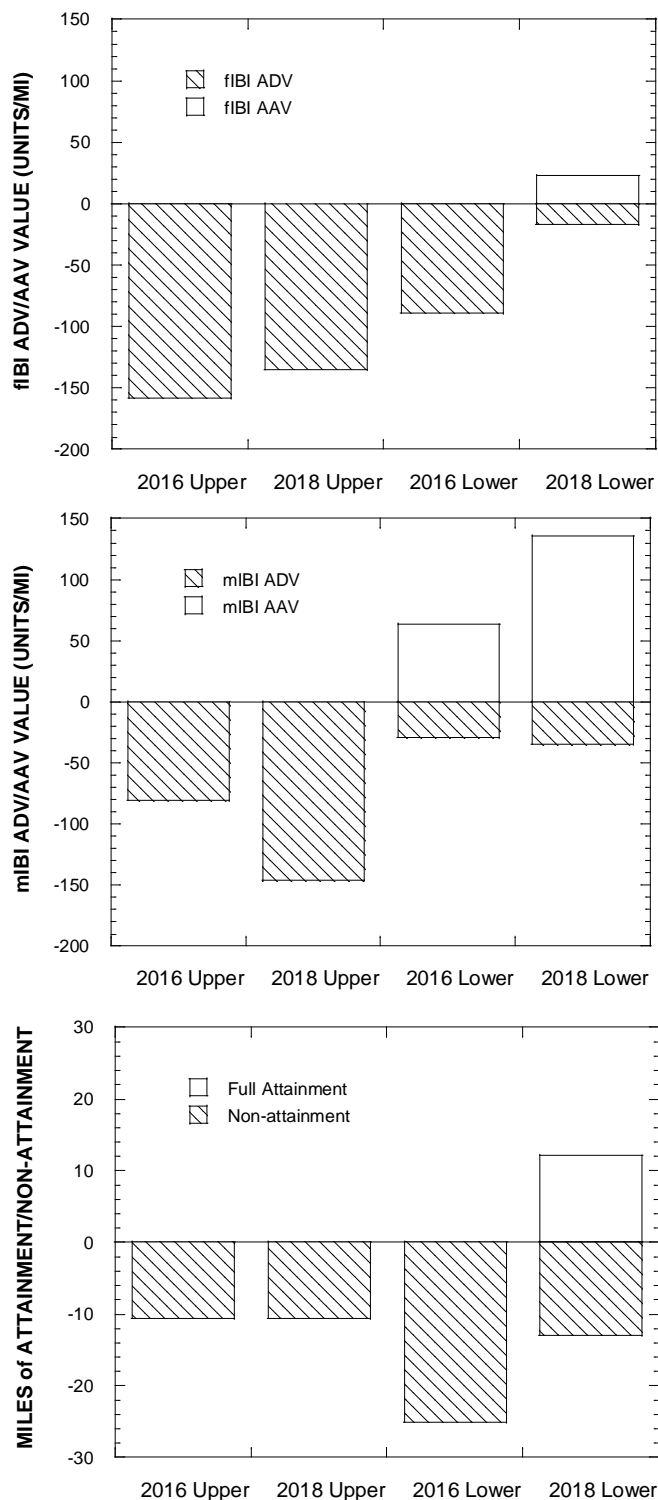 fIBI ADV/AAV VALUE (UNITS/MI)
150
100
50
0
-50
-100
-150
-200
fIBI ADV
fIBI AAV
2016 Upper 2018 Upper 2016 Lower 2018 Lower
mIBI ADV/AAV VALUE (UNITS/MI)
150
100
50
0
-50
-100
-150
-200
mIBI ADV
mIBI AAV
2016 Upper 2018 Upper 2016 Lower 2018 Lower
MILES of ATTAINMENT/NON-ATTAINMENT
30
20
10
0
-10
-20
-30
Full Attainment
Non-attainment
2016 Upper 2018 Upper 2016 Lower 2018 Lower